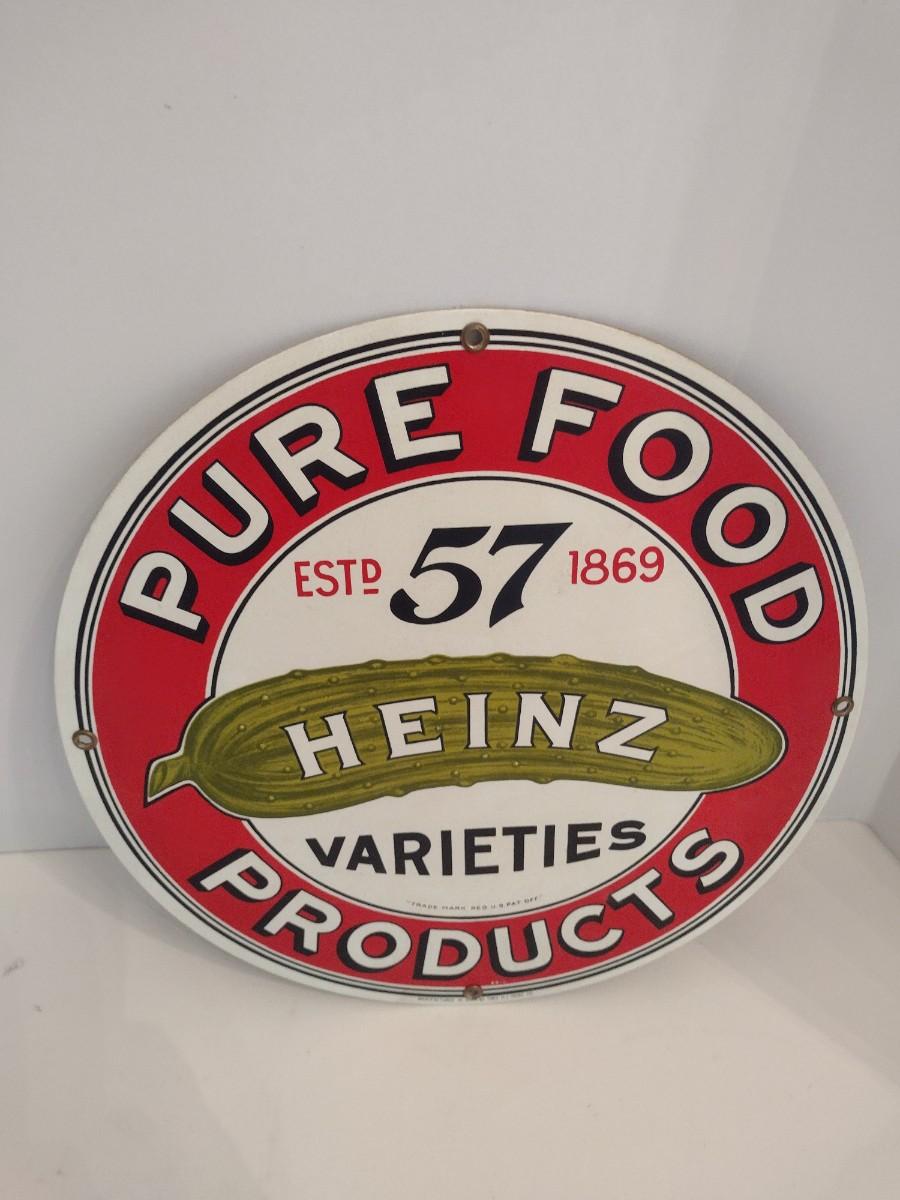 PURE FOOD
ESTD 57 1869
HEINZ
VARIETIES
"TRADE MARK REG U.S. PAT OFF"
PRODUCTS